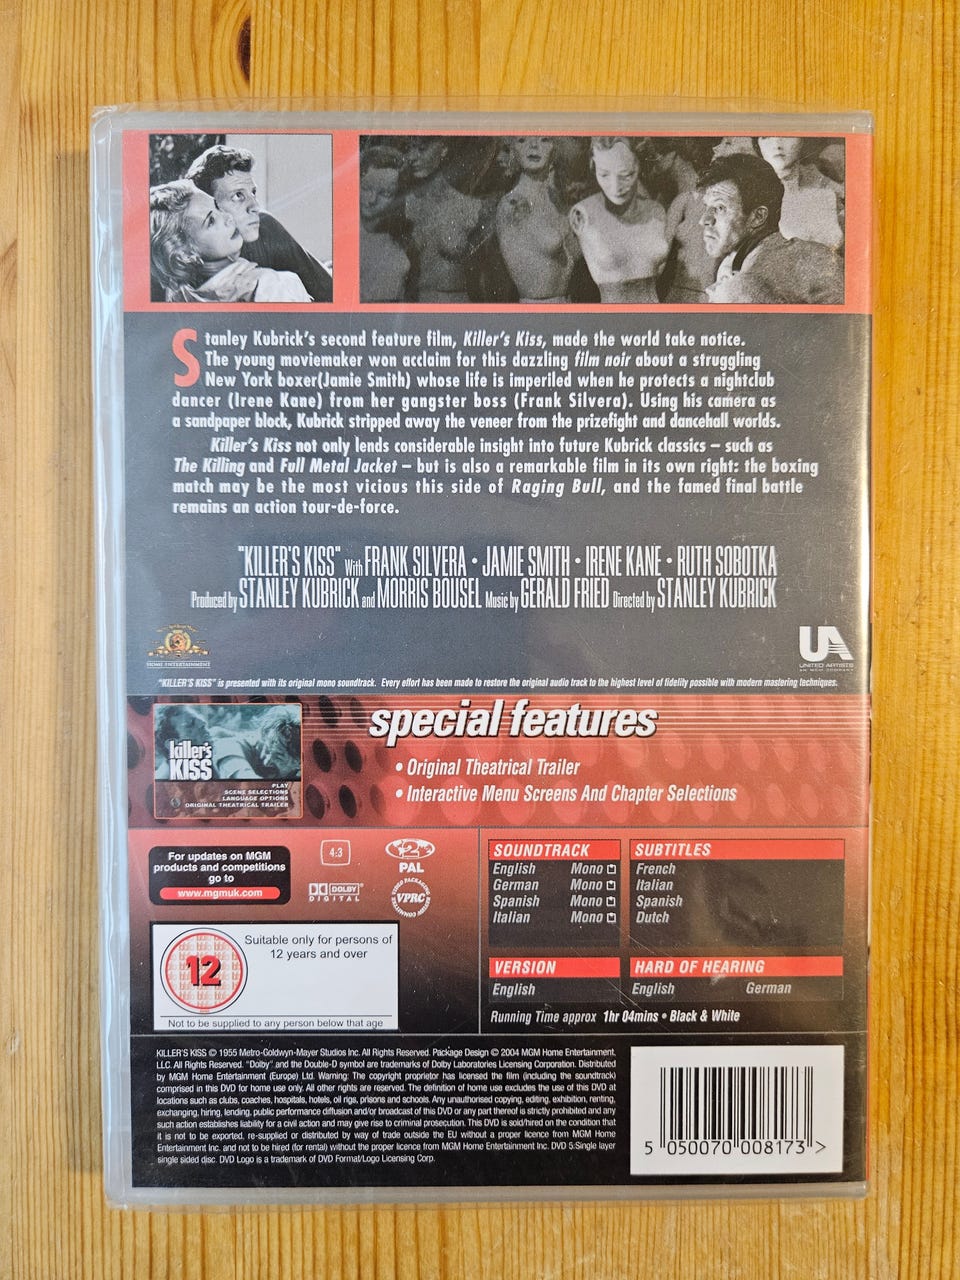 Stanley Kubrick's second feature film, Killer's Kiss, made the world take notice.
The young moviemaker won acclaim for this dazzling film noir about a struggling
New York boxer(Jamie Smith) whose life is imperiled when he protects a nightclub
dancer (Irene Kane) from her gangster boss (Frank Silvera). Using his camera as
a sandpaper block, Kubrick stripped away the veneer from the prizefight and dancehall worlds.
Killer's Kiss not only lends considerable insight into future Kubrick classics – such as
The Killing and Full Metal Jacket – but is also a remarkable film in its own right: the boxing
match may be the most vicious this side of Raging Bull, and the famed final battle
remains an action tour-de-force.
"KILLER'S KISS" With FRANK SILVERA • JAMIE SMITH • IRENE KANE • RUTH SOBOTKA
Produced by STANLEY KUBRICK and MORRIS BOUSEL Music by GERALD FRIED Directed by STANLEY KUBRICK
HOME ENTERTAINMENT
UA
UNITED ARTISTS
AN MGM COMPANY
"KILLER'S KISS" is presented with its original mono soundtrack. Every effort has been made to restore the original audio track to the highest level of fidelity possible with modern mastering techniques.
killer's
KISS
PLAY
SCENE SELECTIONS
LANGUAGE OPTIONS
ORIGINAL THEATRICAL TRAILER
special features
• Original Theatrical Trailer
• Interactive Menu Screens And Chapter Selections
For updates on MGM
products and competitions
go to
www.mgmuk.com
4:3
2
PAL
DOLBY
DIGITAL
VIDEO PACKAGING REVIEW COMMITTEE
VPRC
12
Suitable only for persons of
12 years and over
Not to be supplied to any person below that age
SOUNDTRACK
English Mono
German Mono
Spanish Mono
Italian Mono
SUBTITLES
French
Italian
Spanish
Dutch
VERSION
English
HARD OF HEARING
English German
Running Time approx 1hr 04mins • Black & White
KILLER'S KISS © 1955 Metro-Goldwyn-Mayer Studios Inc. All Rights Reserved. Package Design © 2004 MGM Home Entertainment,
LLC. All Rights Reserved. "Dolby" and the Double-D symbol are trademarks of Dolby Laboratories Licensing Corporation. Distributed
by MGM Home Entertainment (Europe) Ltd. Warning: The copyright proprietor has licensed the film (including the soundtrack)
comprised in this DVD for home use only. All other rights are reserved. The definition of home use excludes the use of this DVD at
locations such as clubs, coaches, hospitals, hotels, oil rigs, prisons and schools. Any unauthorised copying, editing, exhibition, renting,
exchanging, hiring, lending, public performance diffusion and/or broadcast of this DVD or any part thereof is strictly prohibited and any
such action establishes liability for a civil action and may give rise to criminal prosecution. This DVD is sold/hired on the condition that
it is not to be exported, re-supplied or distributed by way of trade outside the EU without a proper licence from MGM Home
Entertainment Inc. and not to be hired (for rental) without the proper licence from MGM Home Entertainment Inc. DVD 5:Single layer
single sided disc. DVD Logo is a trademark of DVD Format/Logo Licensing Corp.
5 050070 008173 >